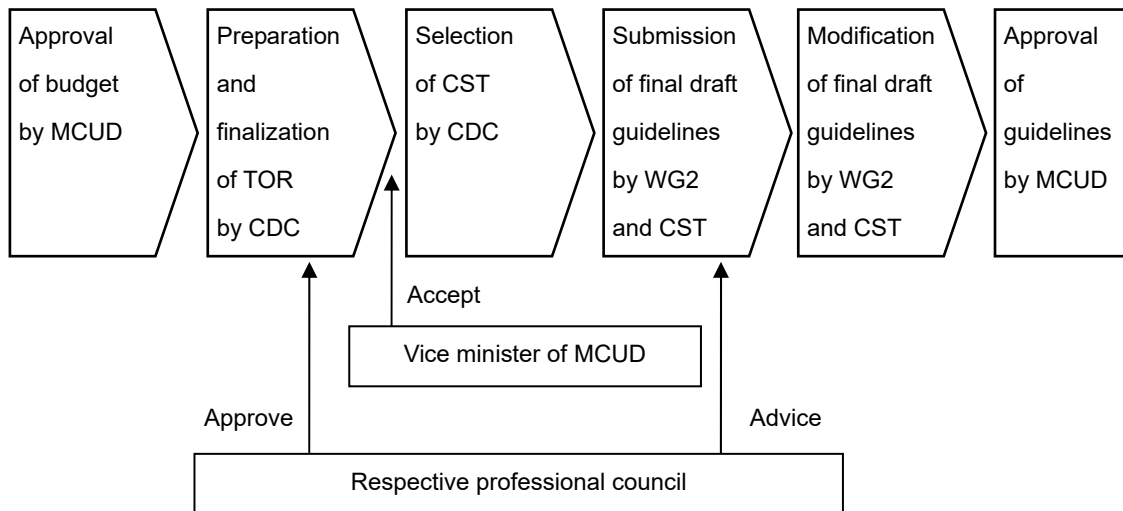 Approval
of budget
by MCUD
Preparation
and
finalization
of TOR
by CDC
Selection
of CST
by CDC
Submission
of final draft
guidelines
by WG2
and CST
Modification
of final draft
guidelines
by WG2
and CST
Approval
of
guidelines
by MCUD
Accept
Vice minister of MCUD
Approve
Advice
Respective professional council